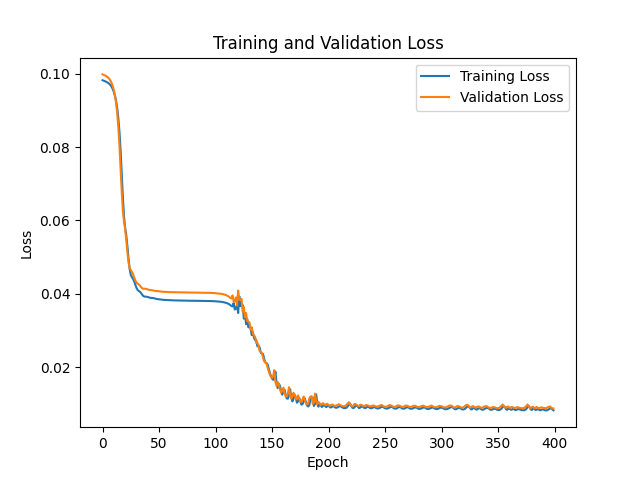 Training and Validation Loss
Training Loss
Validation Loss
0.10
0.08
0.06
0.04
0.02
Loss
0 50 100 150 200 250 300 350 400
Epoch